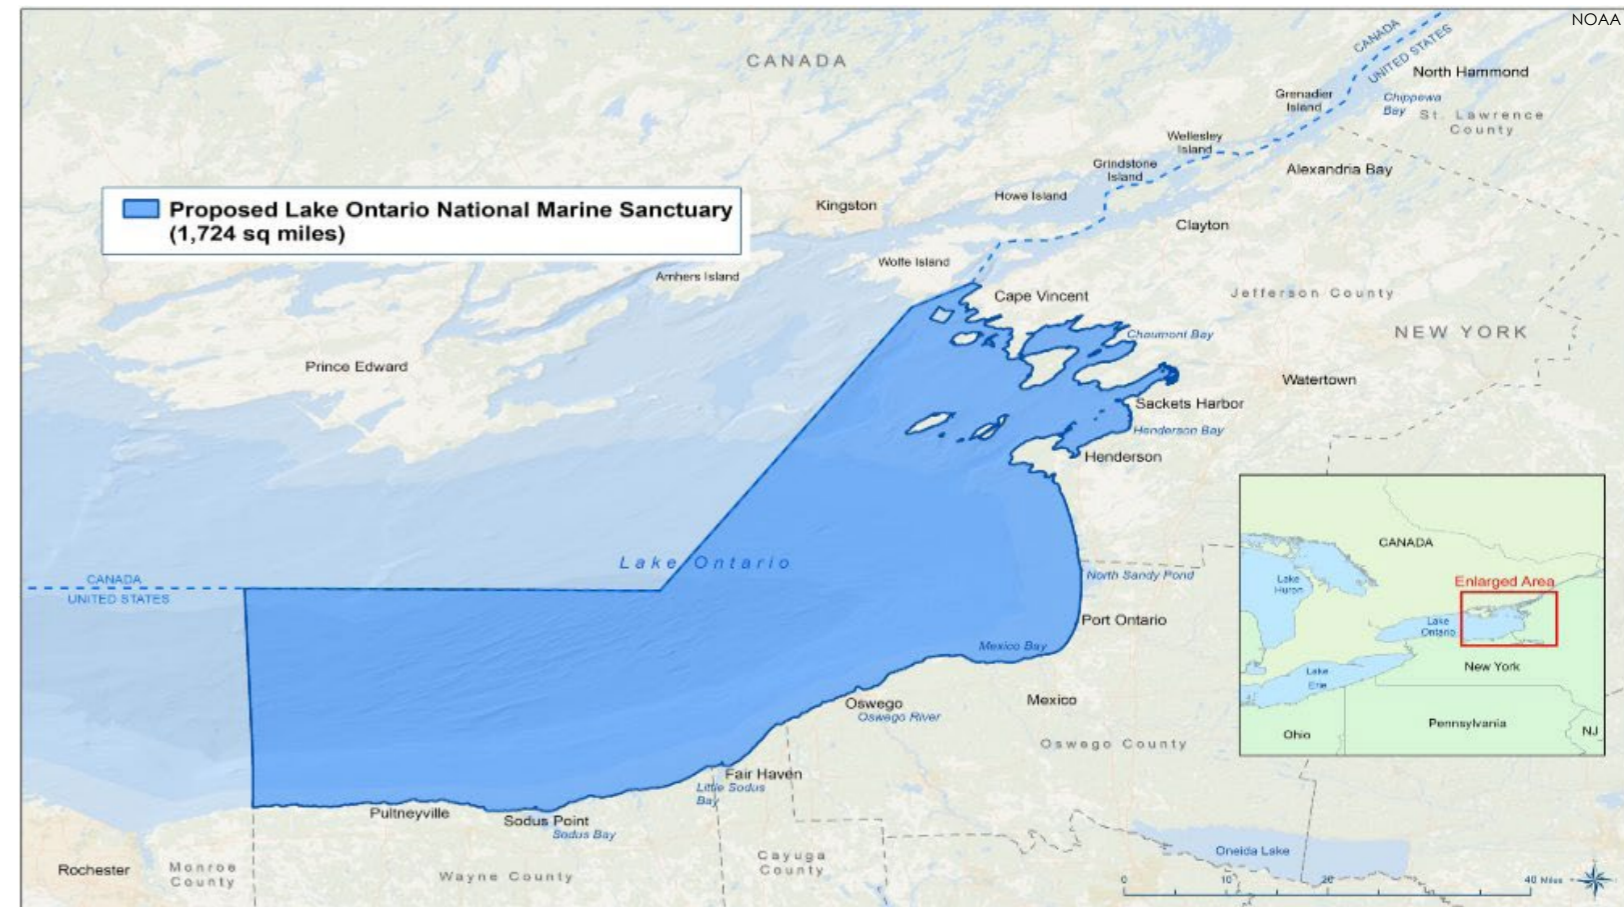 NOAA
CANADA
CANADA
UNITED STATES
North Hammond
Grenadier
Island
Chippewa
Bay
St. Lawrence
County
Wellesley
Island
Grindstone
Island
Alexandria Bay
Howe Island
Kingston
Proposed Lake Ontario National Marine Sanctuary
(1,724 sq miles)
Clayton
Wolfe Island
Amhers Island
Cape Vincent
Jefferson County
NEW YORK
Chaumont Bay
Prince Edward
Watertown
Sackets Harbor
Henderson Bay
Henderson
Lake Ontario
CANADA
UNITED STATES
North Sandy Pond
Port Ontario
Mexico Bay
Oswego
Oswego River
Mexico
Oswego County
Fair Haven
Little Sodus
Bay
Pultneyville
Sodus Point
Sodus Bay
Rochester
Monroe
County
Wayne County
Cayuga
County
Oneida Lake
0 10 20 40 Miles
CANADA
Lake
Huron
Enlarged Area
Lake
Ontario
New York
Lake
Erie
Pennsylvania
Ohio
NJ